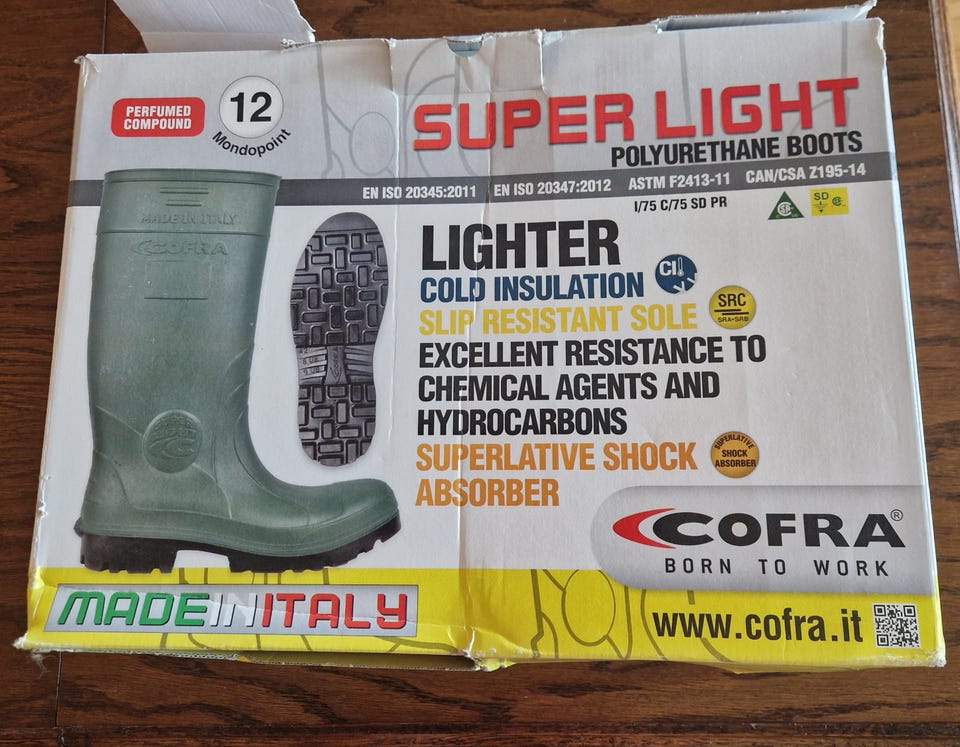 PERFUMED
COMPOUND
12
Mondopoint
SUPER LIGHT
POLYURETHANE BOOTS
EN ISO 20345:2011 EN ISO 20347:2012 ASTM F2413-11 CAN/CSA Z195-14
I/75 C/75 SD PR
SD
MADE IN ITALY
COFRA
LIGHTER
COLD INSULATION
CI
SLIP RESISTANT SOLE
SRC
SRA+SRB
EXCELLENT RESISTANCE TO
CHEMICAL AGENTS AND
HYDROCARBONS
SUPERLATIVE SHOCK
ABSORBER
SUPERLATIVE
SHOCK
ABSORBER
COFRA®
BORN TO WORK
MADE IN ITALY
www.cofra.it